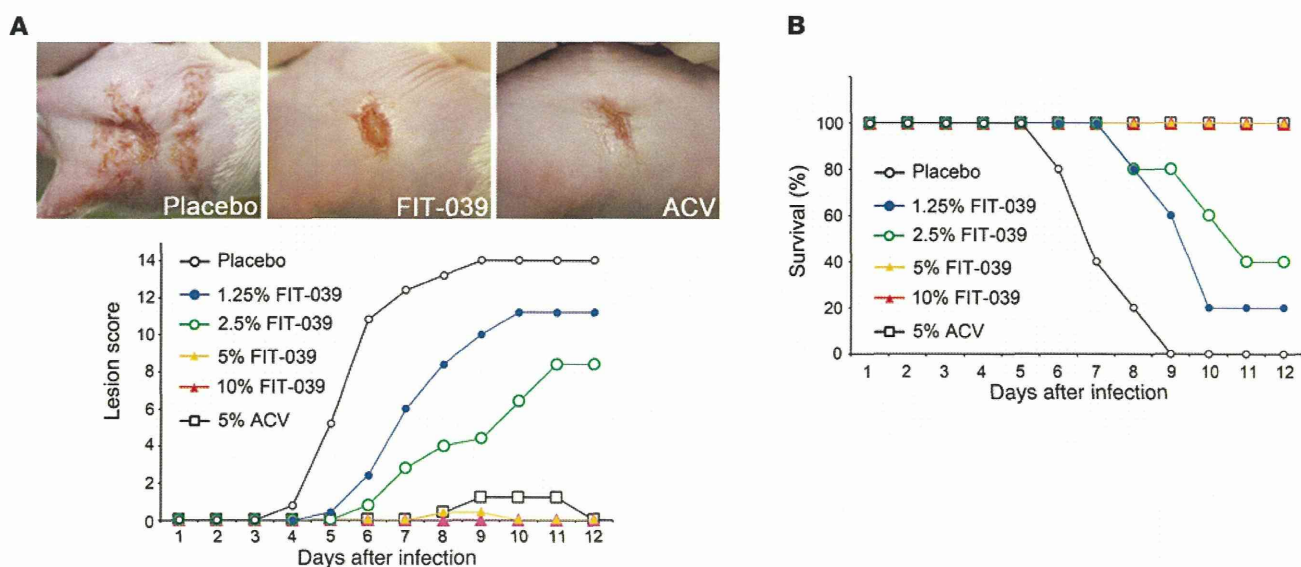 A
Placebo
FIT-039
ACV
Lesion score
14
12
10
8
6
4
2
0
Placebo
1.25% FIT-039
2.5% FIT-039
5% FIT-039
10% FIT-039
5% ACV
1 2 3 4 5 6 7 8 9 10 11 12
Days after infection
B
Survival (%)
100
80
60
40
20
0
Placebo
1.25% FIT-039
2.5% FIT-039
5% FIT-039
10% FIT-039
5% ACV
1 2 3 4 5 6 7 8 9 10 11 12
Days after infection